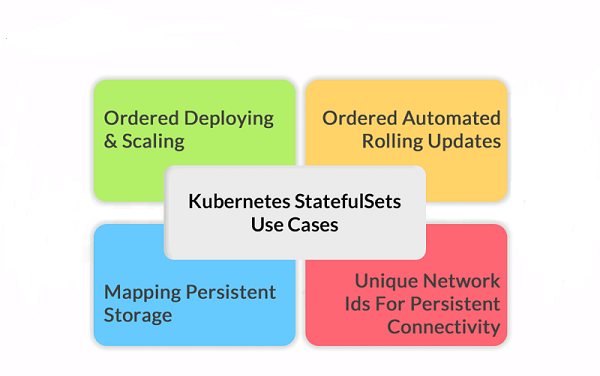 Ordered Deploying
& Scaling
Ordered Automated
Rolling Updates
Kubernetes StatefulSets
Use Cases
Mapping Persistent
Storage
Unique Network
Ids For Persistent
Connectivity